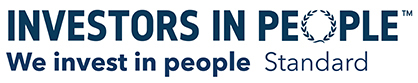 INVESTORS IN PEOPLE™
We invest in people Standard